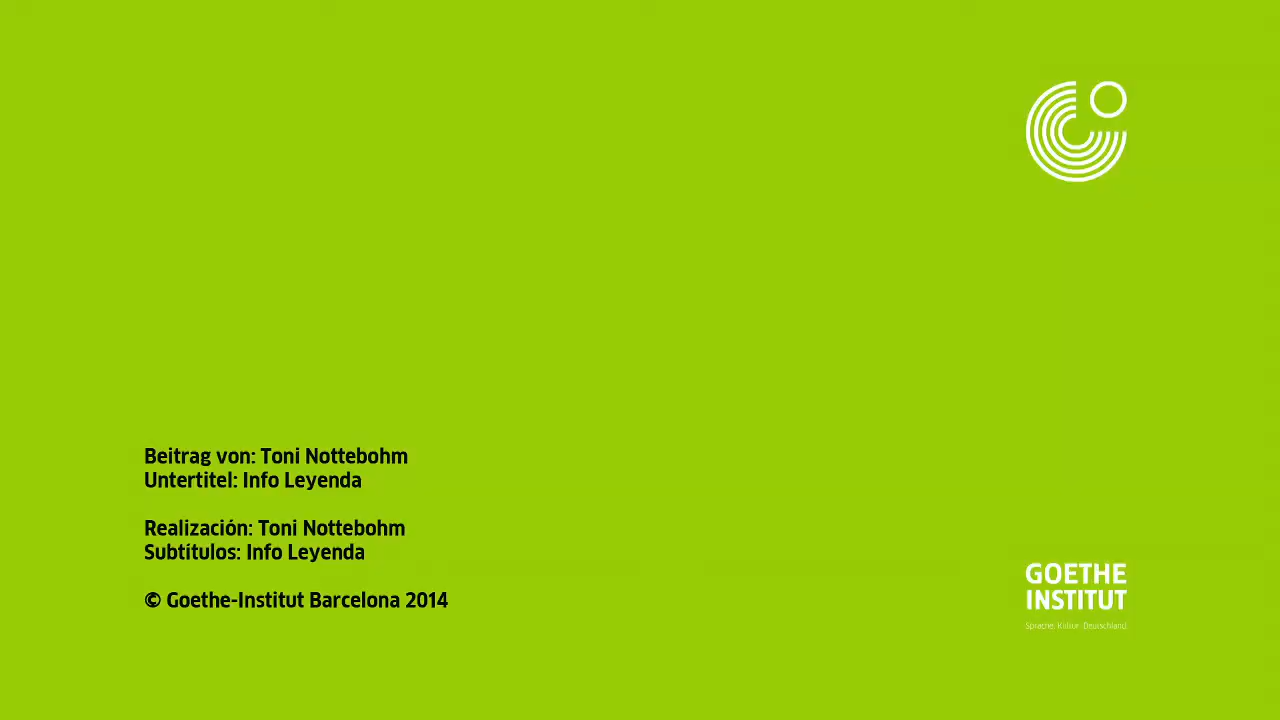 Beitrag von: Toni Nottebohm
Untertitel: Info Leyenda
Realización: Toni Nottebohm
Subtítulos: Info Leyenda
© Goethe-Institut Barcelona 2014
GOETHE
INSTITUT
Sprache. Kultur. Deutschland.